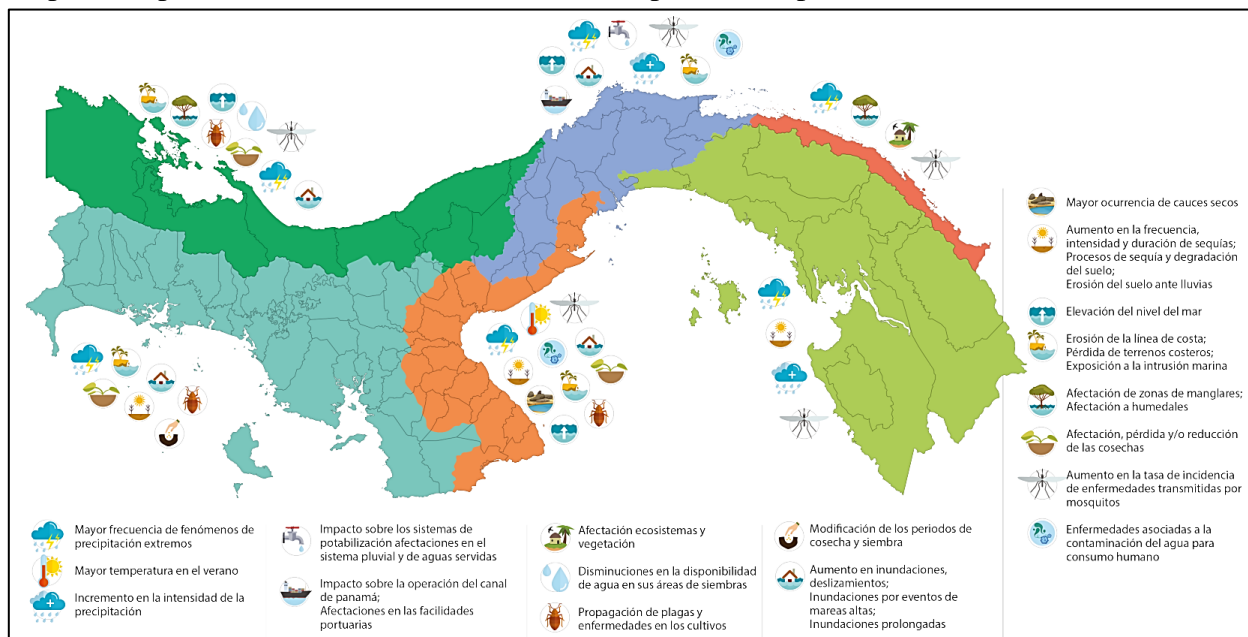 Mayor ocurrencia de cauces secos
Aumento en la frecuencia,
intensidad y duración de sequías;
Procesos de sequía y degradación
del suelo;
Erosión del suelo ante lluvias
Elevación del nivel del mar
Erosión de la línea de costa;
Pérdida de terrenos costeros;
Exposición a la intrusión marina
Afectación de zonas de manglares;
Afectación a humedales
Afectación, pérdida y/o reducción
de las cosechas
Aumento en la tasa de incidencia
de enfermedades transmitidas por
mosquitos
Enfermedades asociadas a la
contaminación del agua para
consumo humano
Mayor frecuencia de fenómenos de
precipitación extremos
Mayor temperatura en el verano
Incremento en la intensidad de la
precipitación
Impacto sobre los sistemas de
potabilización afectaciones en el
sistema pluvial y de aguas servidas
Impacto sobre la operación del canal
de panamá;
Afectaciones en las facilidades
portuarias
Afectación ecosistemas y
vegetación
Disminuciones en la disponibilidad
de agua en sus áreas de siembras
Propagación de plagas y
enfermedades en los cultivos
Modificación de los periodos de
cosecha y siembra
Aumento en inundaciones,
deslizamientos;
Inundaciones por eventos de
mareas altas;
Inundaciones prolongadas